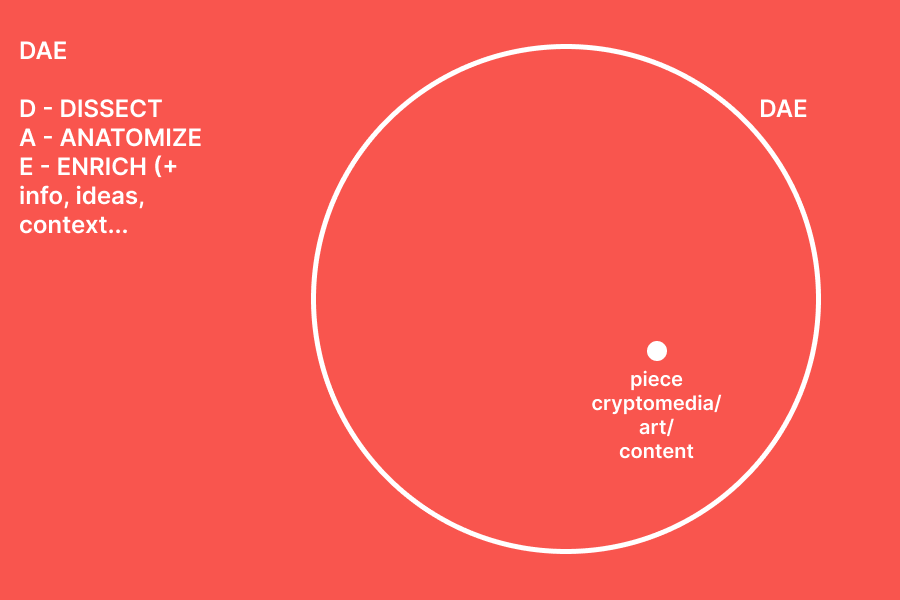 DAE
D - DISSECT
A - ANATOMIZE
E - ENRICH (+
info, ideas,
context...
DAE
piece
cryptomedia/
art/
content